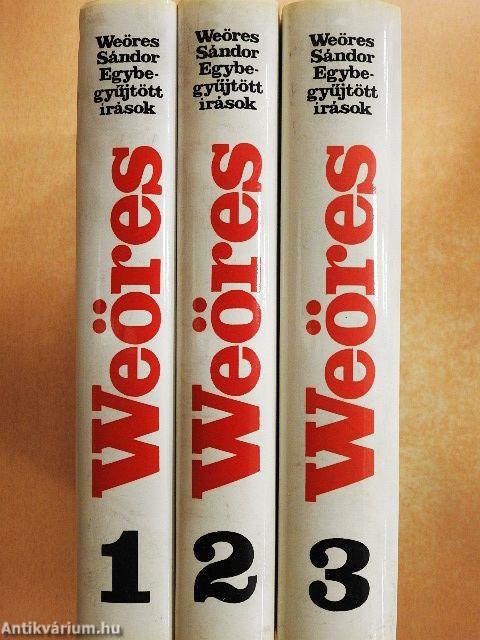 Weöres
Sándor
Egybe-
gyűjtött
írások
Weöres
1
Weöres
Sándor
Egybe-
gyűjtött
írások
Weöres
2
Weöres
Sándor
Egybe-
gyűjtött
írások
Weöres
3
Antikvárium.hu